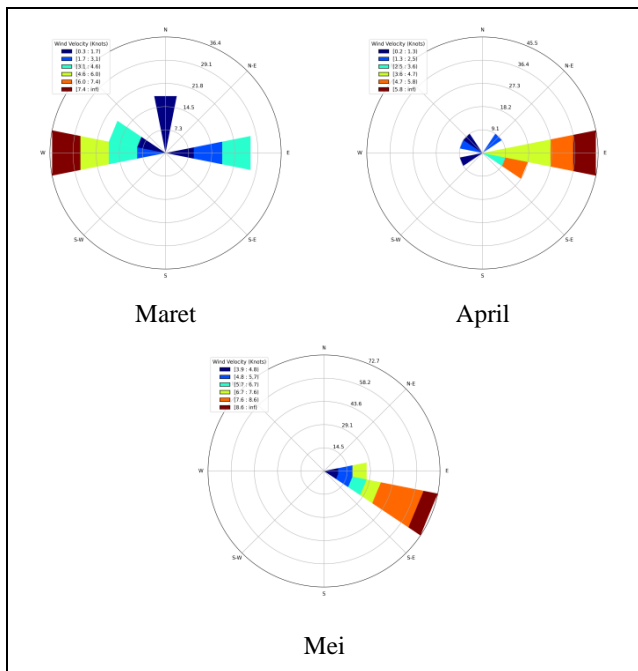 Wind Velocity (Knots)
[0.3 : 1.7)
[1.7 : 3.1)
[3.1 : 4.6)
[4.6 : 6.0)
[6.0 : 7.4)
[7.4 : inf)
N
36.4
N-E
29.1
21.8
14.5
7.3
W
E
S-W
S-E
S
Maret
Wind Velocity (Knots)
[0.2 : 1.3)
[1.3 : 2.5)
[2.5 : 3.6)
[3.6 : 4.7)
[4.7 : 5.8)
[5.8 : inf)
N
45.5
N-E
36.4
27.3
18.2
9.1
W
E
S-W
S-E
S
April
Wind Velocity (Knots)
[3.9 : 4.8)
[4.8 : 5.7)
[5.7 : 6.7)
[6.7 : 7.6)
[7.6 : 8.6)
[8.6 : inf)
N
72.7
N-E
58.2
43.6
29.1
14.5
W
E
S-W
S-E
S
Mei